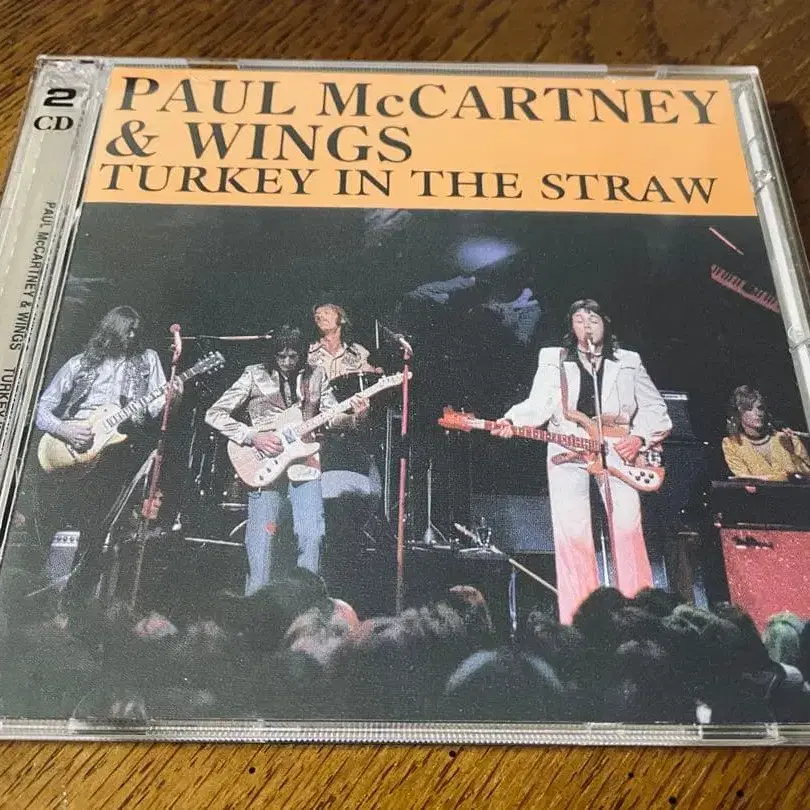 2
CD
PAUL McCARTNEY
& WINGS
TURKEY IN THE STRAW
PAUL McCARTNEY & WINGS